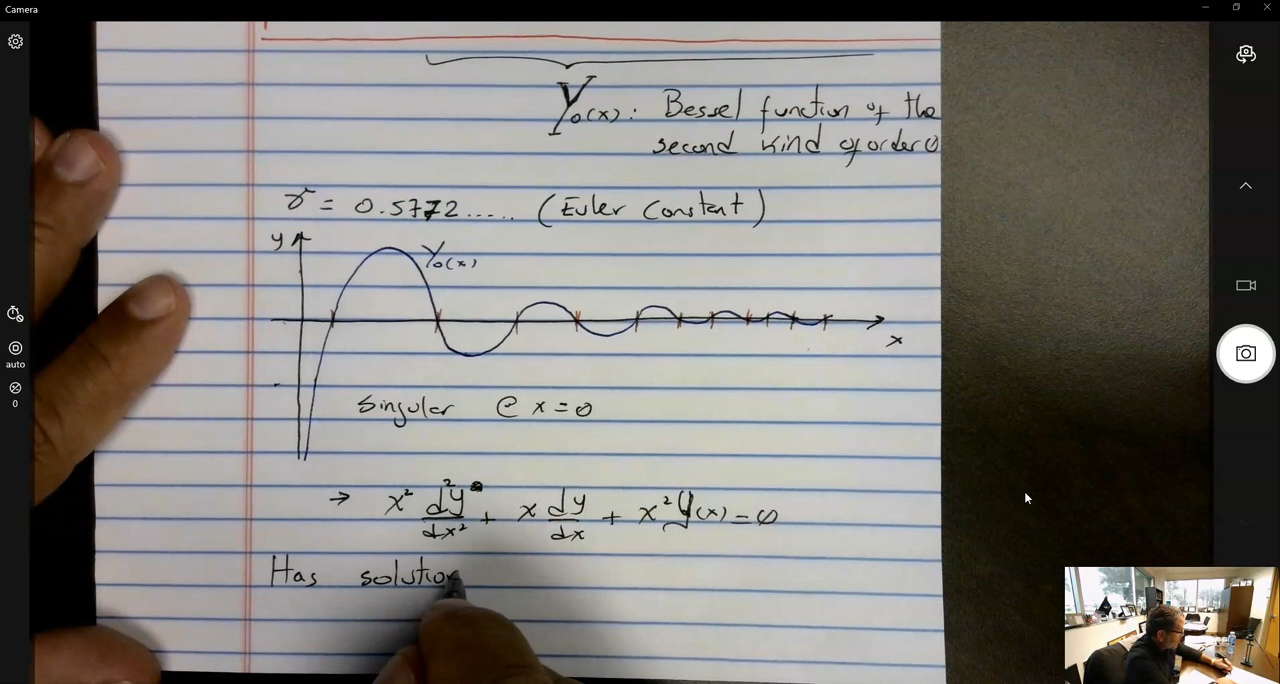 Camera
Y₀(x): Bessel function of the
second kind of order 0
γ = 0.5772..... (Euler Constant)
y
Y₀(x)
x
Singular @ x=0
→ x² d²y/dx² + x dy/dx + x² y(x) = 0
Has solution
auto
0